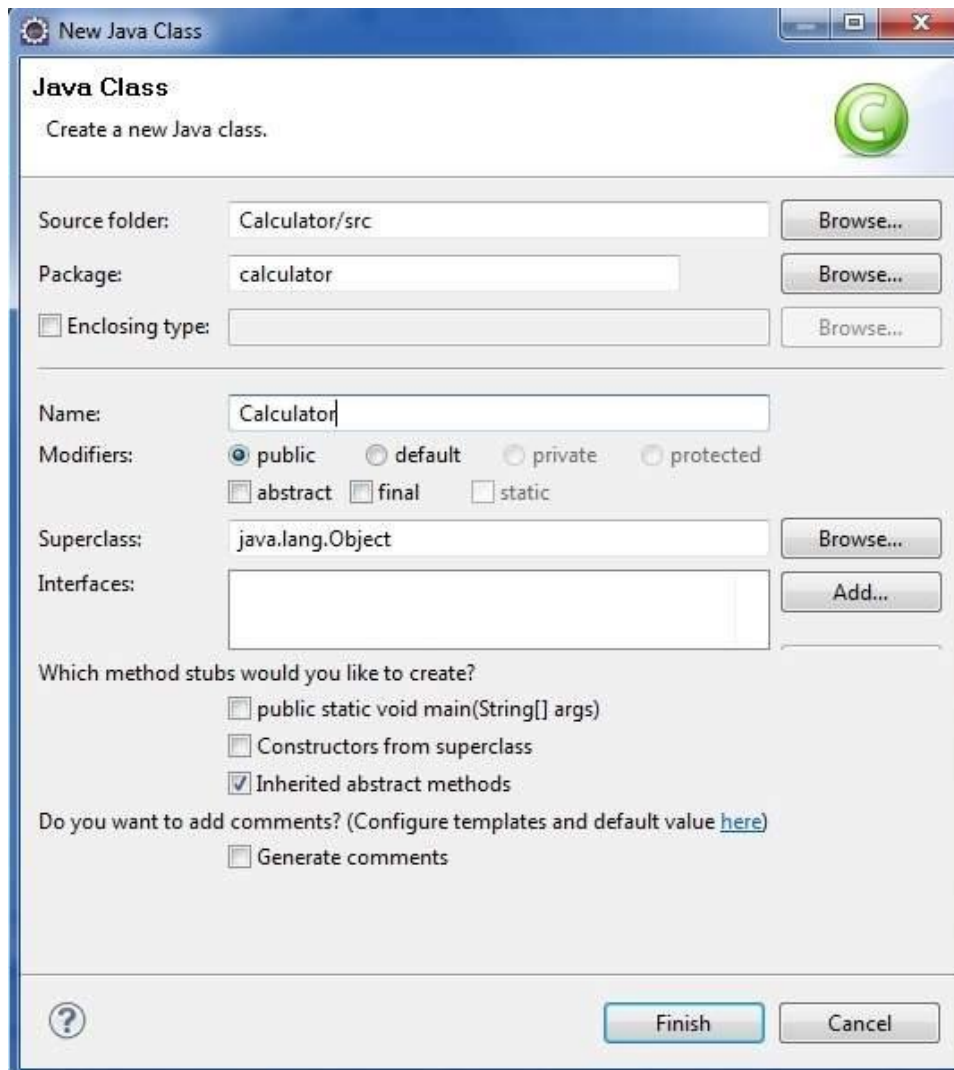 New Java Class
Java Class
Create a new Java class.
C
Source folder: Calculator/src Browse...
Package: calculator Browse...
Enclosing type: Browse...
Name: Calculator
Modifiers: public default private protected
abstract final static
Superclass: java.lang.Object Browse...
Interfaces: Add...
Which method stubs would you like to create?
public static void main(String[] args)
Constructors from superclass
Inherited abstract methods
Do you want to add comments? (Configure templates and default value here)
Generate comments
? Finish Cancel